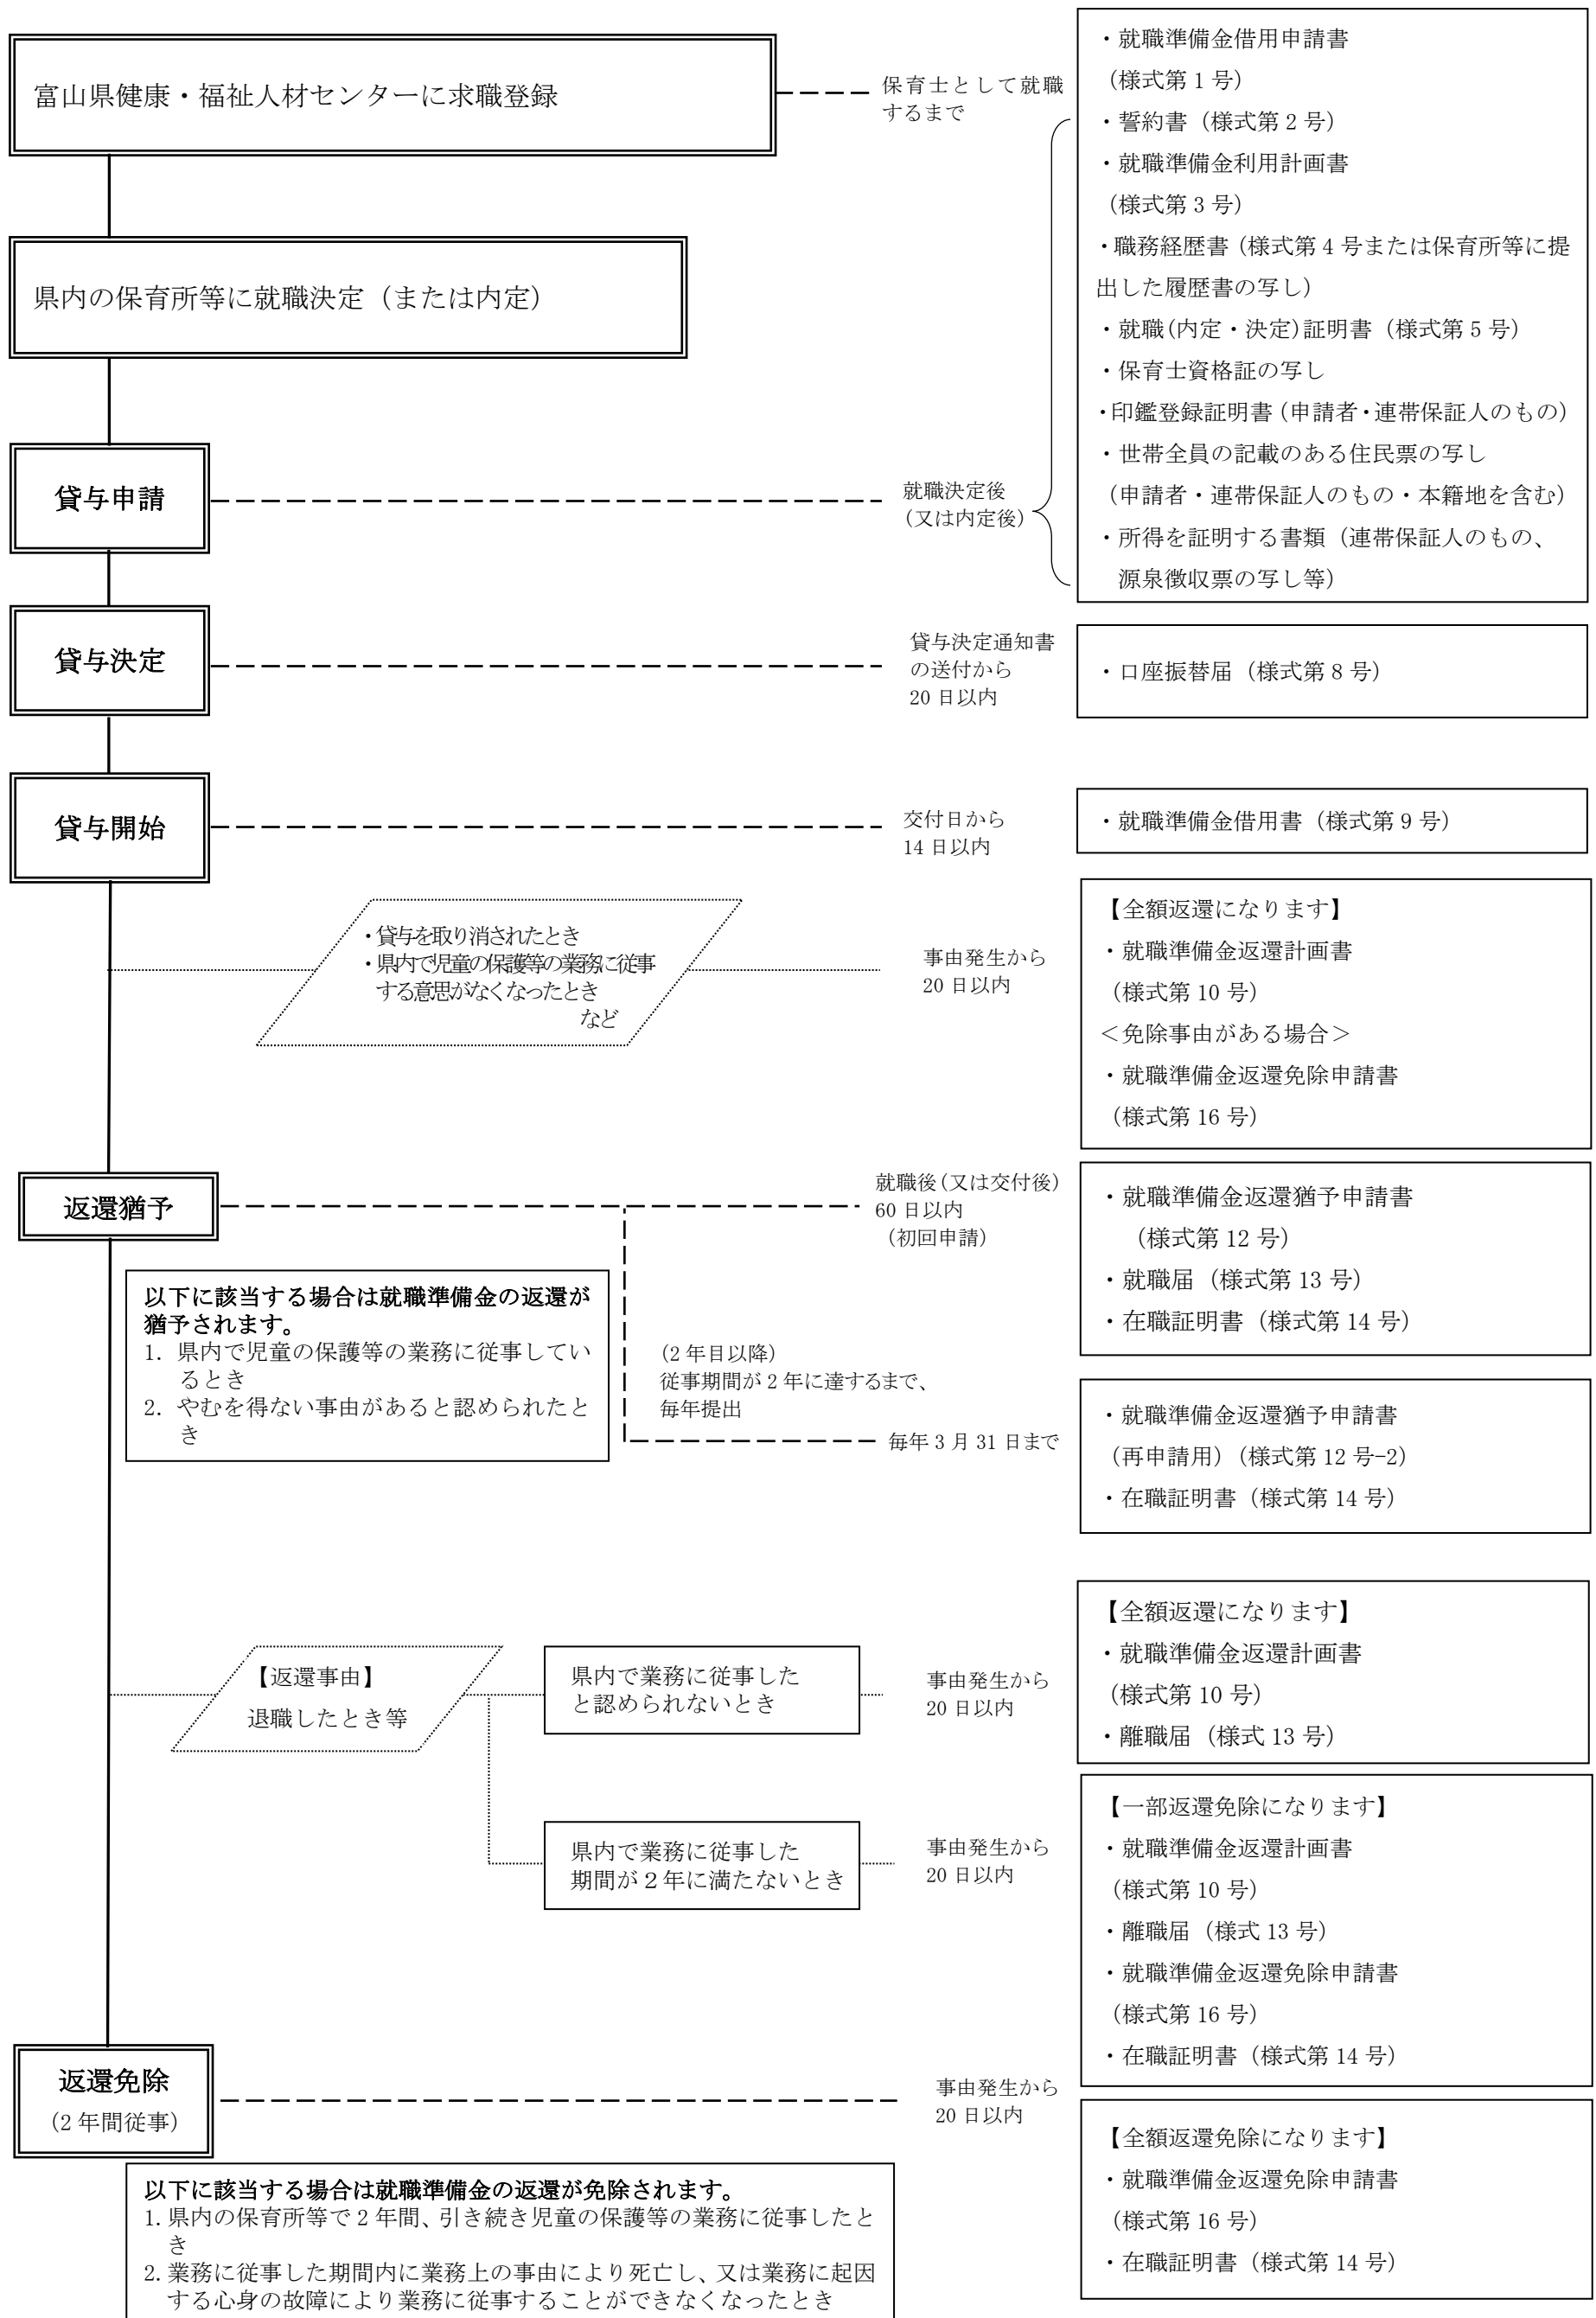 富山県健康・福祉人材センターに求職登録
保育士として就職
するまで
県内の保育所等に就職決定（または内定）
貸与申請
就職決定後
（又は内定後）
・就職準備金借用申請書
（様式第1号）
・誓約書（様式第2号）
・就職準備金利用計画書
（様式第3号）
・職務経歴書（様式第4号または保育所等に提
出した履歴書の写し）
・就職(内定・決定)証明書（様式第5号）
・保育士資格証の写し
・印鑑登録証明書（申請者・連帯保証人のもの）
・世帯全員の記載のある住民票の写し
（申請者・連帯保証人のもの・本籍地を含む）
・所得を証明する書類（連帯保証人のもの、
源泉徴収票の写し等）
貸与決定
貸与決定通知書
の送付から
20日以内
・口座振替届（様式第8号）
貸与開始
交付日から
14日以内
・就職準備金借用書（様式第9号）
・貸与を取り消されたとき
・県内で児童の保護等の業務に従事
する意思がなくなったとき
など
事由発生から
20日以内
【全額返還になります】
・就職準備金返還計画書
（様式第10号）
＜免除事由がある場合＞
・就職準備金返還免除申請書
（様式第16号）
返還猶予
就職後（又は交付後）
60日以内
（初回申請）
・就職準備金返還猶予申請書
（様式第12号）
・就職届（様式第13号）
・在職証明書（様式第14号）
以下に該当する場合は就職準備金の返還が
猶予されます。
1. 県内で児童の保護等の業務に従事してい
るとき
2. やむを得ない事由があると認められたと
き
（2年目以降）
従事期間が2年に達するまで、
毎年提出
毎年3月31日まで
・就職準備金返還猶予申請書
（再申請用）（様式第12号-2）
・在職証明書（様式第14号）
【返還事由】
退職したとき等
県内で業務に従事した
と認められないとき
事由発生から
20日以内
【全額返還になります】
・就職準備金返還計画書
（様式第10号）
・離職届（様式13号）
県内で業務に従事した
期間が２年に満たないとき
事由発生から
20日以内
【一部返還免除になります】
・就職準備金返還計画書
（様式第10号）
・離職届（様式13号）
・就職準備金返還免除申請書
（様式第16号）
・在職証明書（様式第14号）
返還免除
（2年間従事）
事由発生から
20日以内
【全額返還免除になります】
・就職準備金返還免除申請書
（様式第16号）
・在職証明書（様式第14号）
以下に該当する場合は就職準備金の返還が免除されます。
1. 県内の保育所等で2年間、引き続き児童の保護等の業務に従事したと
き
2. 業務に従事した期間内に業務上の事由により死亡し、又は業務に起因
する心身の故障により業務に従事することができなくなったとき